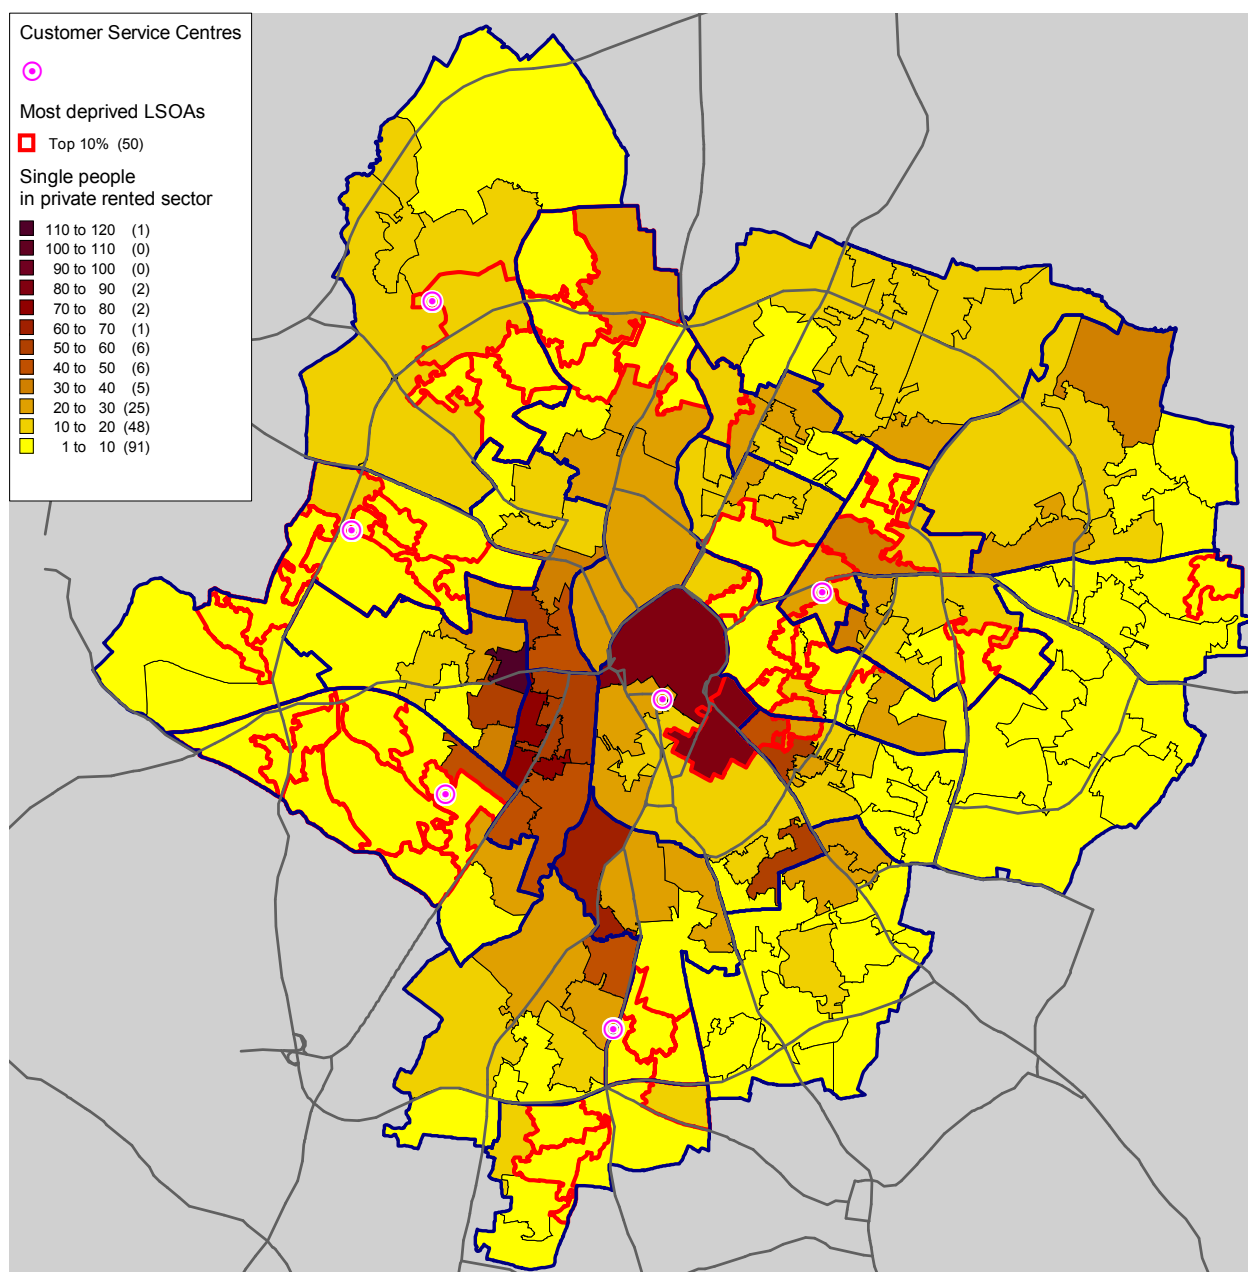 Customer Service Centres
Most deprived LSOAs
Top 10% (50)
Single people
in private rented sector
110 to 120 (1)
100 to 110 (0)
90 to 100 (0)
80 to 90 (2)
70 to 80 (2)
60 to 70 (1)
50 to 60 (6)
40 to 50 (6)
30 to 40 (5)
20 to 30 (25)
10 to 20 (48)
1 to 10 (91)